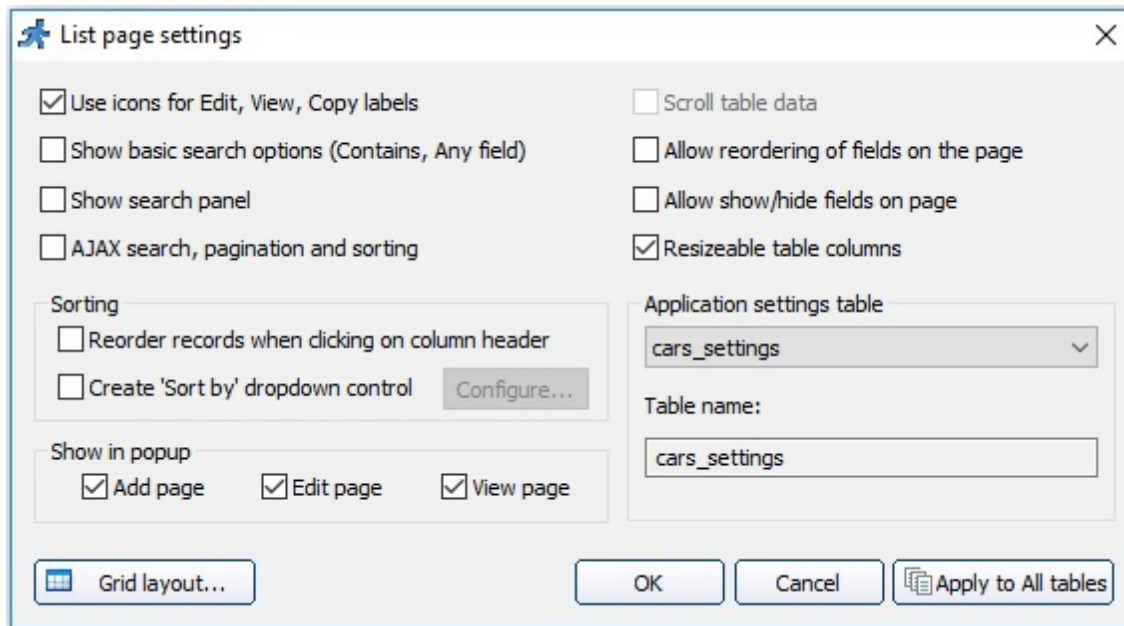 List page settings
Use icons for Edit, View, Copy labels
Show basic search options (Contains, Any field)
Show search panel
AJAX search, pagination and sorting
Scroll table data
Allow reordering of fields on the page
Allow show/hide fields on page
Resizeable table columns
Sorting
Reorder records when clicking on column header
Create 'Sort by' dropdown control
Configure...
Show in popup
Add page
Edit page
View page
Application settings table
cars_settings
Table name:
cars_settings
Grid layout...
OK
Cancel
Apply to All tables